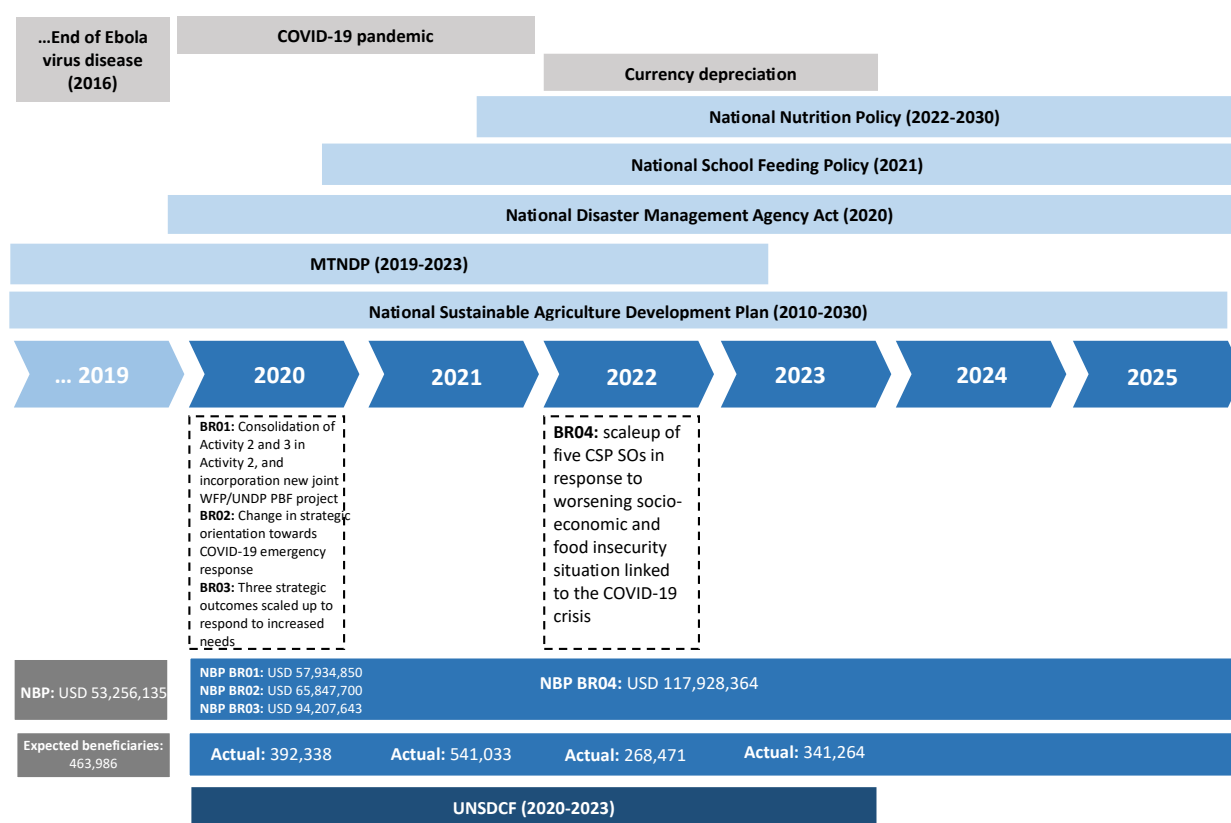 ...End of Ebola
virus disease
(2016)
COVID-19 pandemic
Currency depreciation
National Nutrition Policy (2022-2030)
National School Feeding Policy (2021)
National Disaster Management Agency Act (2020)
MTNDP (2019-2023)
National Sustainable Agriculture Development Plan (2010-2030)
... 2019
2020
2021
2022
2023
2024
2025
BR01: Consolidation of
Activity 2 and 3 in
Activity 2, and
incorporation new joint
WFP/UNDP PBF project
BR02: Change in strategic
orientation towards
COVID-19 emergency
response
BR03: Three strategic
outcomes scaled up to
respond to increased
needs
BR04: scaleup of
five CSP SOs in
response to
worsening socio-
economic and
food insecurity
situation linked
to the COVID-19
crisis
NBP: USD 53,256,135
NBP BR01: USD 57,934,850
NBP BR02: USD 65,847,700
NBP BR03: USD 94,207,643
NBP BR04: USD 117,928,364
Expected beneficiaries:
463,986
Actual: 392,338
Actual: 541,033
Actual: 268,471
Actual: 341,264
UNSDCF (2020-2023)